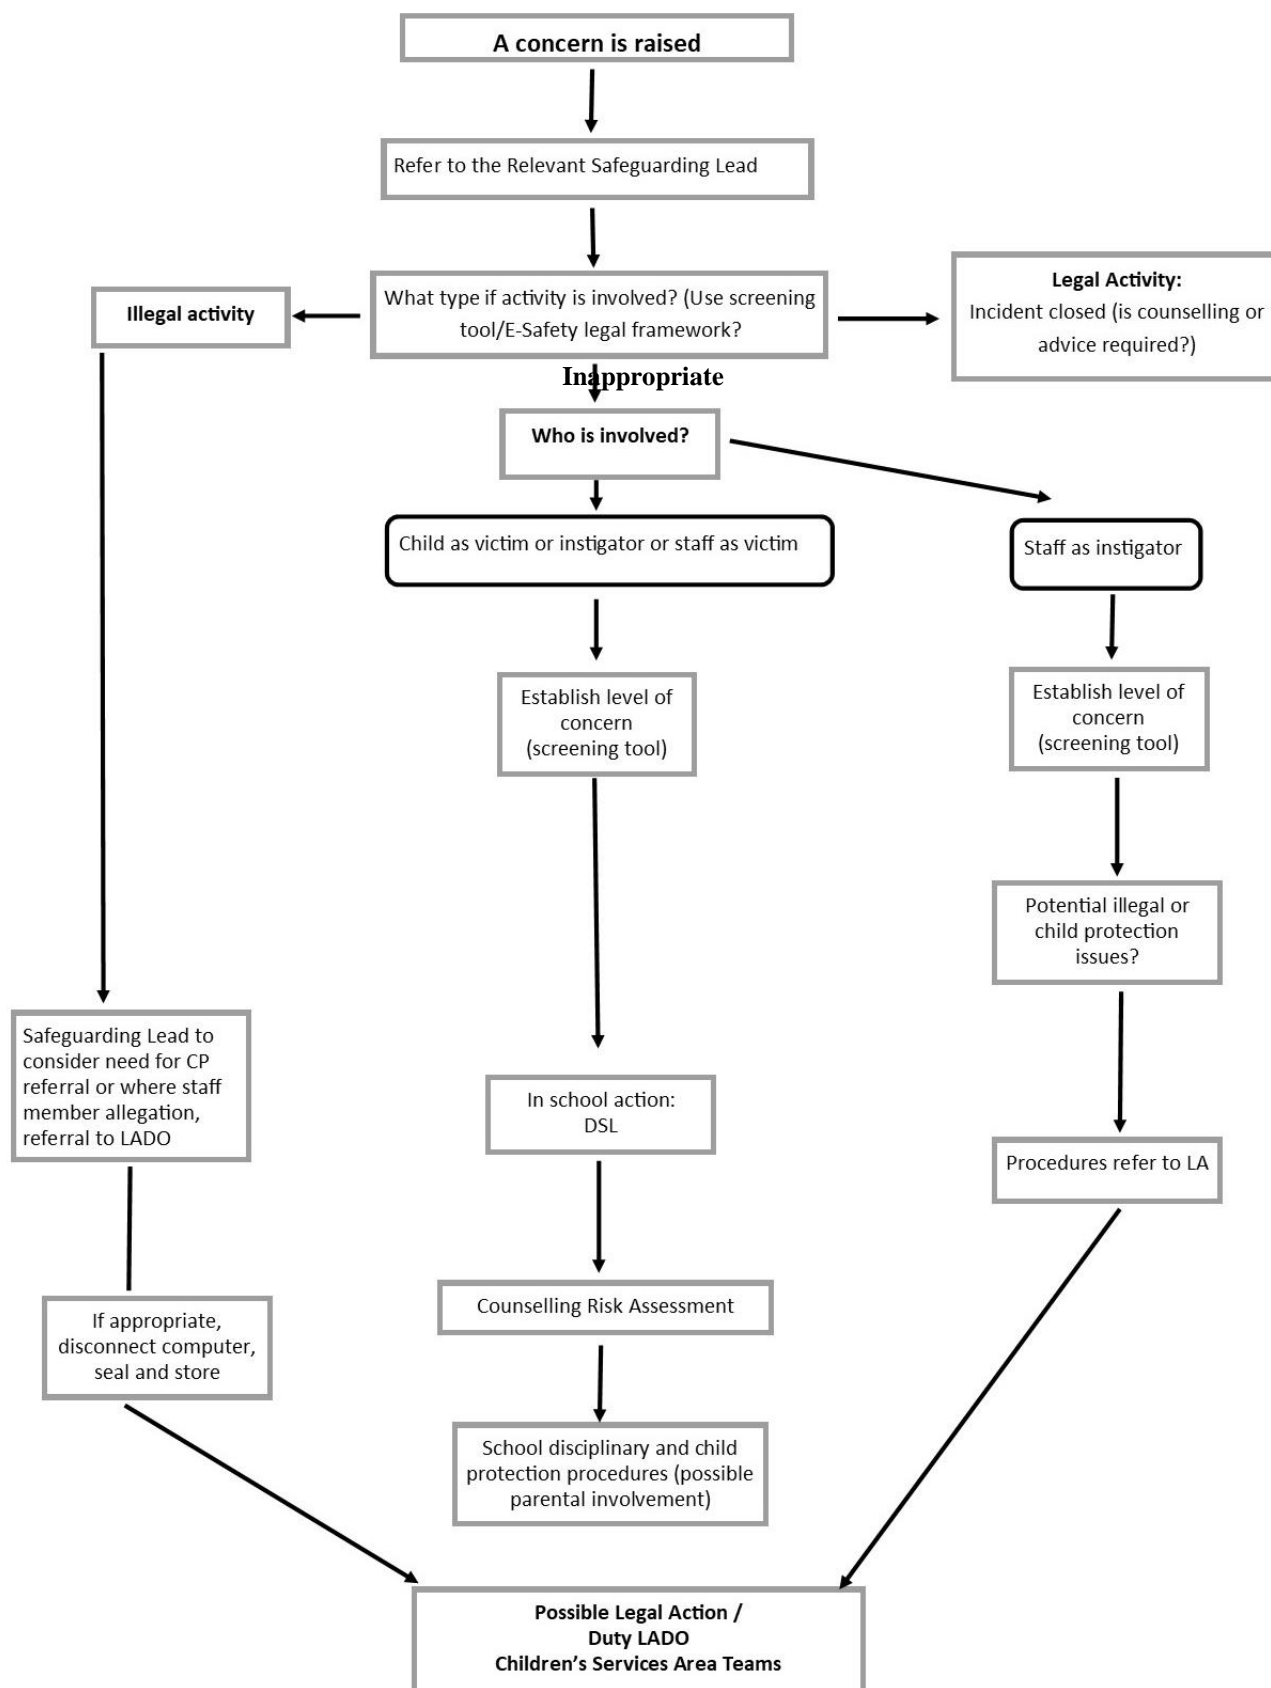 A concern is raised
Refer to the Relevant Safeguarding Lead
What type if activity is involved? (Use screening
tool/E-Safety legal framework?
Illegal activity
Legal Activity:
Incident closed (is counselling or
advice required?)
Inappropriate
Who is involved?
Child as victim or instigator or staff as victim
Staff as instigator
Establish level of
concern
(screening tool)
Establish level of
concern
(screening tool)
Potential illegal or
child protection
issues?
Safeguarding Lead to
consider need for CP
referral or where staff
member allegation,
referral to LADO
In school action:
DSL
Procedures refer to LA
Counselling Risk Assessment
If appropriate,
disconnect computer,
seal and store
School disciplinary and child
protection procedures (possible
parental involvement)
Possible Legal Action /
Duty LADO
Children’s Services Area Teams